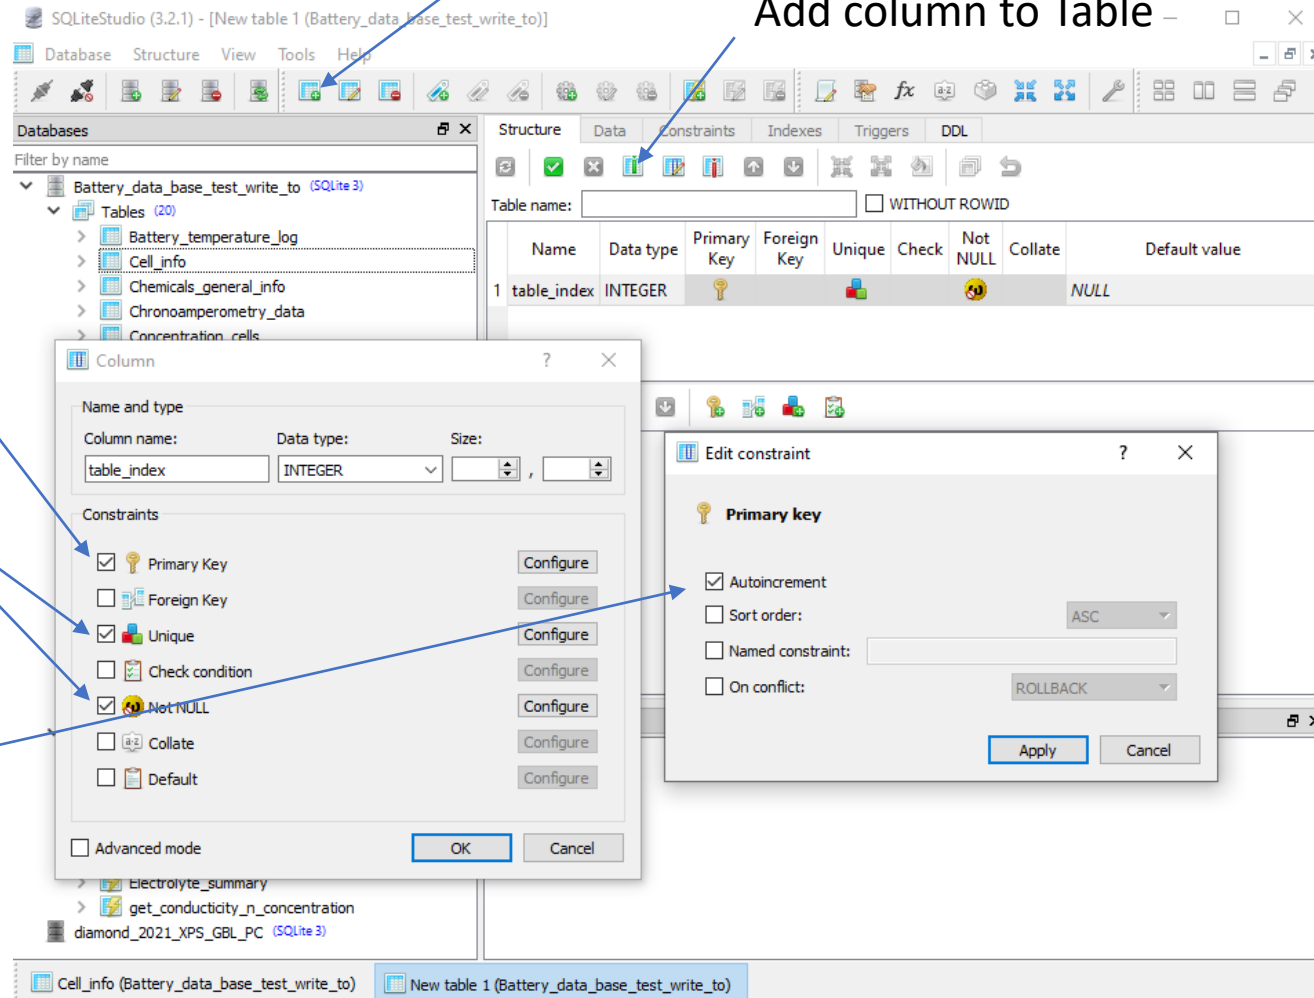 Add column to Table
SQLiteStudio (3.2.1) - [New table 1 (Battery_data_base_test_write_to)]
Database Structure View Tools Help
Databases
Filter by name
Battery_data_base_test_write_to (SQLite 3)
Tables (20)
Battery_temperature_log
Cell_info
Chemicals_general_info
Chronoamperometry_data
Concentration_cells
Structure Data Constraints Indexes Triggers DDL
Table name: WITHOUT ROWID
Name Data type Primary Key Foreign Key Unique Check Not NULL Collate Default value
1 table_index INTEGER NULL
Column ? 
Name and type
Column name: Data type: Size:
table_index INTEGER ,
Constraints
Primary Key Configure
Foreign Key Configure
Unique Configure
Check condition Configure
Not NULL Configure
Collate Configure
Default Configure
Advanced mode OK Cancel
Edit constraint ?
Primary key
Autoincrement
Sort order: ASC
Named constraint:
On conflict: ROLLBACK
Apply Cancel
Electrolyte_summary
get_conducticity_n_concentration
diamond_2021_XPS_GBL_PC (SQLite 3)
Cell_info (Battery_data_base_test_write_to) New table 1 (Battery_data_base_test_write_to)